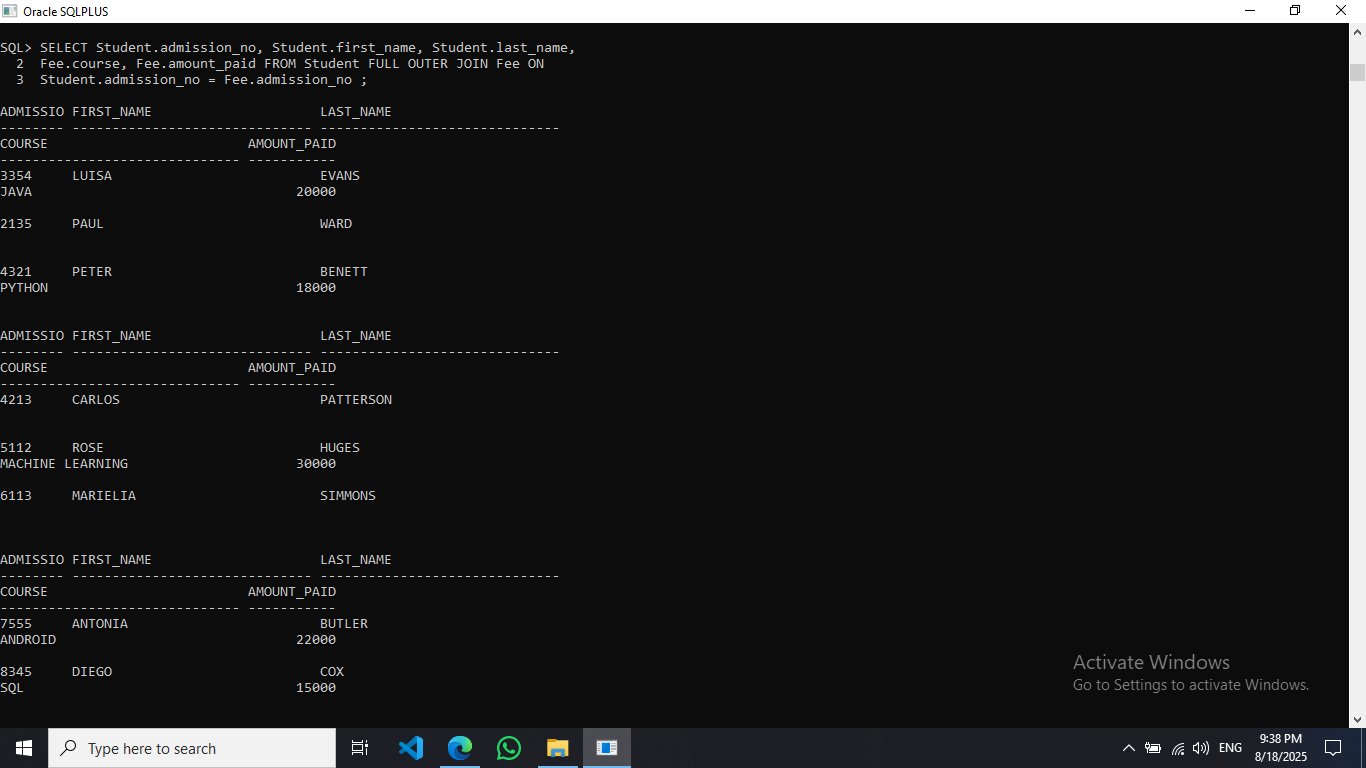 Oracle SQLPLUS
SQL> SELECT Student.admission_no, Student.first_name, Student.last_name,
2 Fee.course, Fee.amount_paid FROM Student FULL OUTER JOIN Fee ON
3 Student.admission_no = Fee.admission_no ;
ADMISSIO FIRST_NAME LAST_NAME
-------- ------------------------------ ------------------------------
COURSE AMOUNT_PAID
------------------------------ -----------
3354 LUISA EVANS
JAVA 20000
2135 PAUL WARD
4321 PETER BENETT
PYTHON 18000
ADMISSIO FIRST_NAME LAST_NAME
-------- ------------------------------ ------------------------------
COURSE AMOUNT_PAID
------------------------------ -----------
4213 CARLOS PATTERSON
5112 ROSE HUGES
MACHINE LEARNING 30000
6113 MARIELIA SIMMONS
ADMISSIO FIRST_NAME LAST_NAME
-------- ------------------------------ ------------------------------
COURSE AMOUNT_PAID
------------------------------ -----------
7555 ANTONIA BUTLER
ANDROID 22000
8345 DIEGO COX
SQL 15000
Activate Windows
Go to Settings to activate Windows.
Type here to search
ENG
9:38 PM
8/18/2025